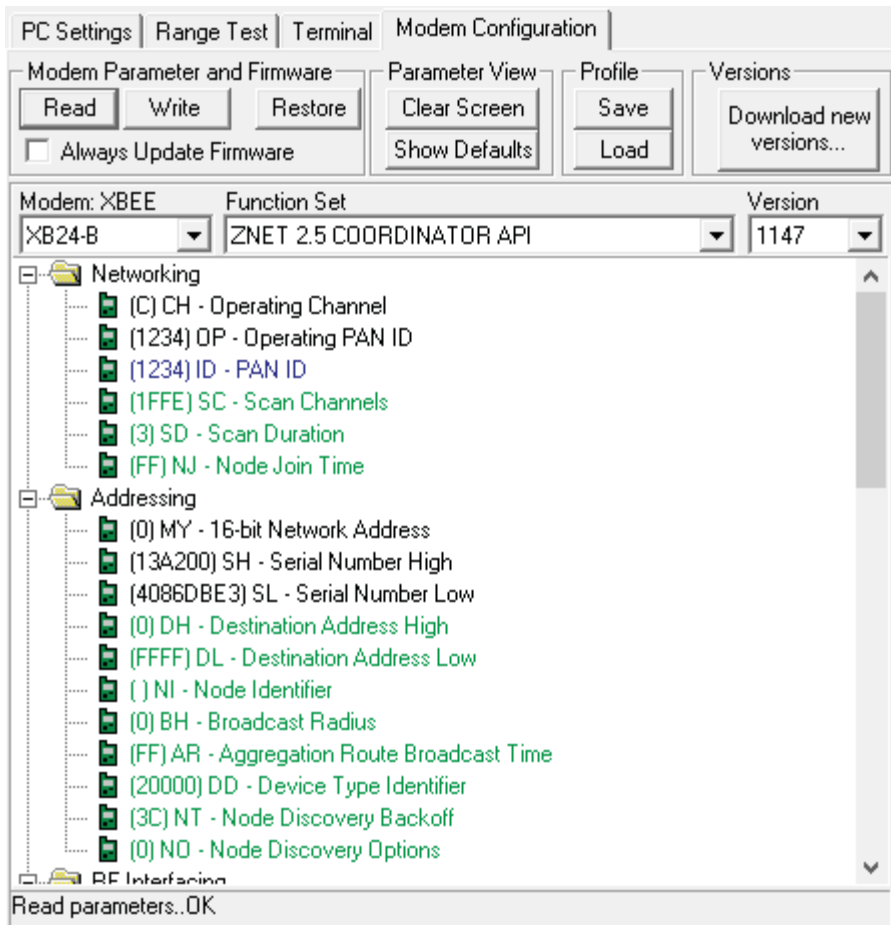 PC Settings Range Test Terminal Modem Configuration
Modem Parameter and Firmware Parameter View Profile Versions
Read Write Restore Clear Screen Save Download new
versions...
Always Update Firmware Show Defaults Load
Modem: XBEE Function Set Version
XB24-B ZNET 2.5 COORDINATOR API 1147
Networking
(C) CH - Operating Channel
(1234) OP - Operating PAN ID
(1234) ID - PAN ID
(1FFE) SC - Scan Channels
(3) SD - Scan Duration
(FF) NJ - Node Join Time
Addressing
(0) MY - 16-bit Network Address
(13A200) SH - Serial Number High
(4086DBE3) SL - Serial Number Low
(0) DH - Destination Address High
(FFFF) DL - Destination Address Low
( ) NI - Node Identifier
(0) BH - Broadcast Radius
(FF) AR - Aggregation Route Broadcast Time
(20000) DD - Device Type Identifier
(3C) NT - Node Discovery Backoff
(0) NO - Node Discovery Options
RF Interfacing
Read parameters..OK